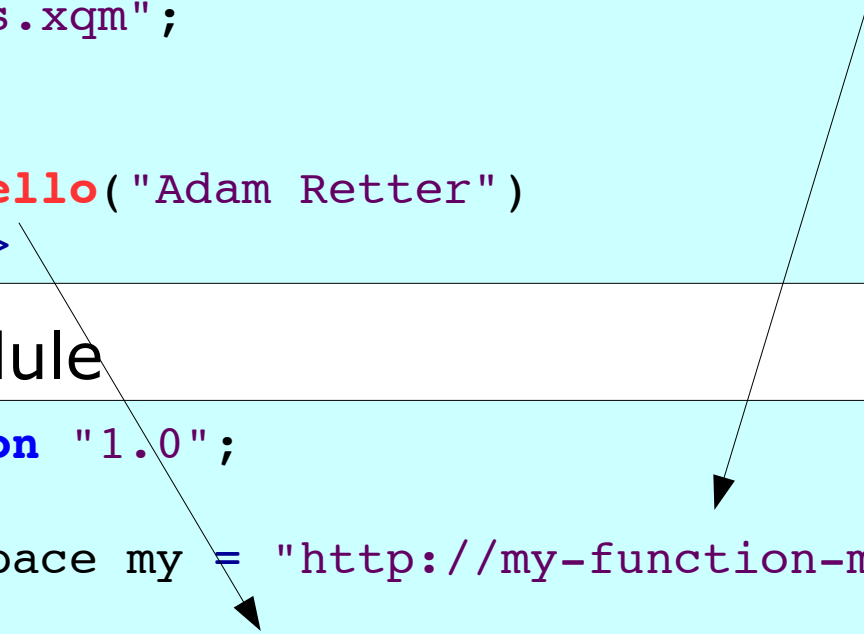 s.xqm";
ello("Adam Retter")
>
dule
on "1.0";
pace my = "http://my-function-m